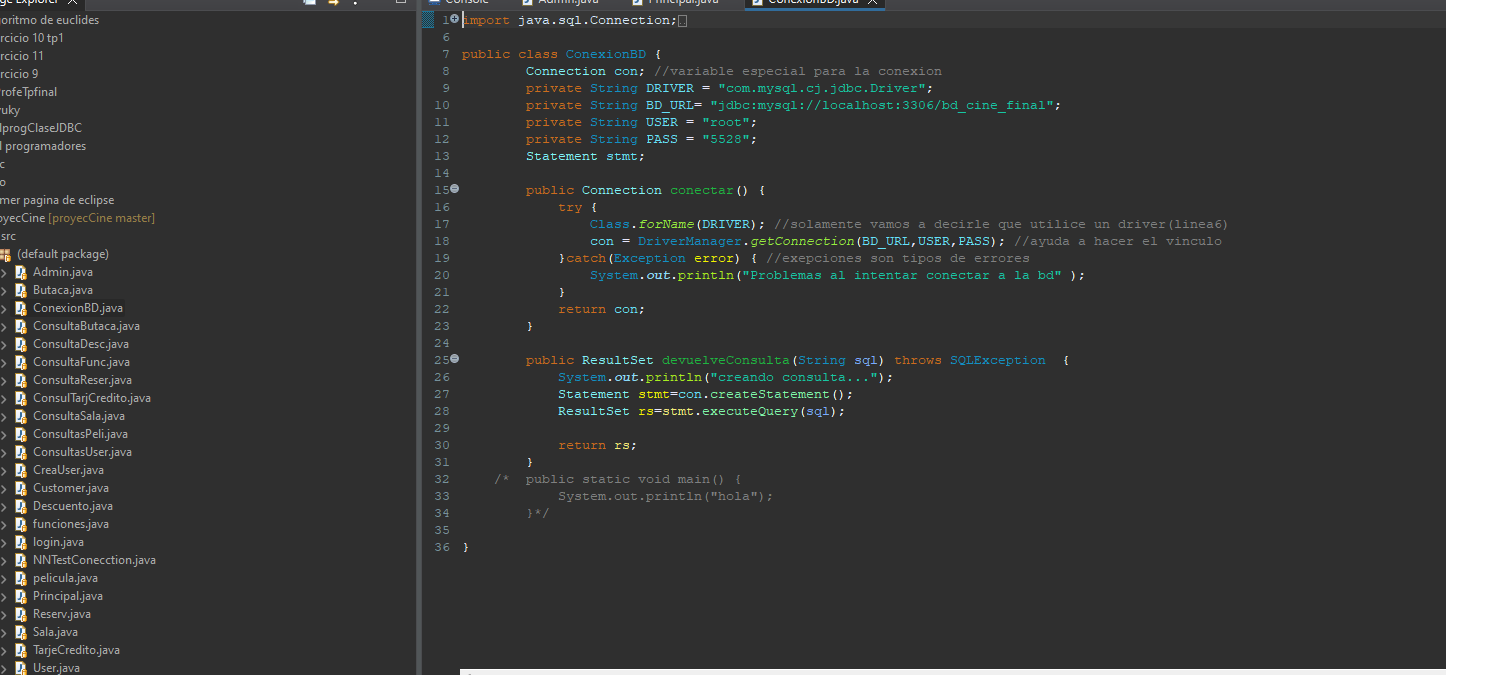 Console
Admin.java
Principal.java
ConexionBD.java
Explorer
oritmo de euclides
rcicio 10 tp1
rcicio 11
rcicio 9
rofeTpfinal
uky
lprogClaseJDBC
l programadores
c
o
mer pagina de eclipse
oyecCine [proyecCine master]
src
(default package)
Admin.java
Butaca.java
ConexionBD.java
ConsultaButaca.java
ConsultaDesc.java
ConsultaFunc.java
ConsultaReser.java
ConsulTarjCredito.java
ConsultaSala.java
ConsultasPeli.java
ConsultasUser.java
CreaUser.java
Customer.java
Descuento.java
funciones.java
login.java
NNTestConecction.java
pelicula.java
Principal.java
Reserv.java
Sala.java
TarjeCredito.java
User.java
1 import java.sql.Connection;
6
7 public class ConexionBD {
8 Connection con; //variable especial para la conexion
9 private String DRIVER = "com.mysql.cj.jdbc.Driver";
10 private String BD_URL= "jdbc:mysql://localhost:3306/bd_cine_final";
11 private String USER = "root";
12 private String PASS = "5528";
13 Statement stmt;
14
15 public Connection conectar() {
16 try {
17 Class.forName(DRIVER); //solamente vamos a decirle que utilice un driver(linea6)
18 con = DriverManager.getConnection(BD_URL,USER,PASS); //ayuda a hacer el vinculo
19 }catch(Exception error) { //exepciones son tipos de errores
20 System.out.println("Problemas al intentar conectar a la bd" );
21 }
22 return con;
23 }
24
25 public ResultSet devuelveConsulta(String sql) throws SQLException {
26 System.out.println("creando consulta...");
27 Statement stmt=con.createStatement();
28 ResultSet rs=stmt.executeQuery(sql);
29
30 return rs;
31 }
32 /* public static void main() {
33 System.out.println("hola");
34 }*/
35
36 }